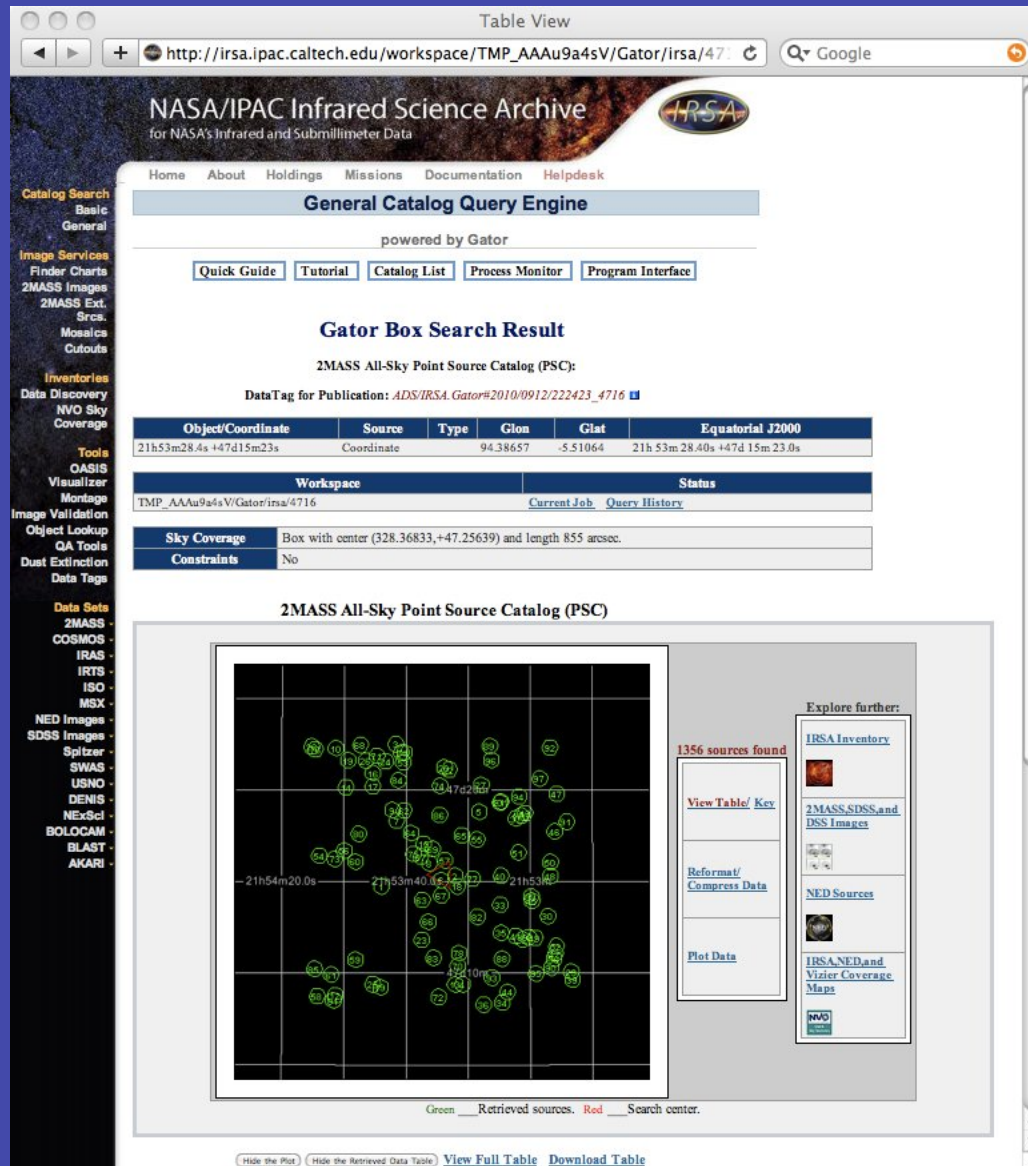 Table View
http://irsa.ipac.caltech.edu/workspace/TMP_AAAu9a4sV/Gator/irsa/47
Google
NASA/IPAC Infrared Science Archive
for NASA's Infrared and Submillimeter Data
IRSA
Home About Holdings Missions Documentation Helpdesk
General Catalog Query Engine
powered by Gator
Quick Guide Tutorial Catalog List Process Monitor Program Interface
Catalog Search
Basic
General
Image Services
Finder Charts
2MASS Images
2MASS Ext.
Srcs.
Mosaics
Cutouts
Inventories
Data Discovery
NVO Sky
Coverage
Tools
OASIS
Visualizer
Montage
Image Validation
Object Lookup
QA Tools
Dust Extinction
Data Tags
Data Sets
2MASS
COSMOS
IRAS
IRTS
ISO
MSX
NED Images
SDSS Images
Spitzer
SWAS
USNO
DENIS
NExScI
BOLOCAM
BLAST
AKARI
Gator Box Search Result
2MASS All-Sky Point Source Catalog (PSC):
DataTag for Publication: ADS/IRSA.Gator#2010/0912/222423_4716
Object/Coordinate Source Type Glon Glat Equatorial J2000
21h53m28.4s +47d15m23s Coordinate 94.38657 -5.51064 21h 53m 28.40s +47d 15m 23.0s
Workspace Status
TMP_AAAu9a4sV/Gator/irsa/4716 Current Job Query History
Sky Coverage Box with center (328.36833,+47.25639) and length 855 arcsec.
Constraints No
2MASS All-Sky Point Source Catalog (PSC)
21h54m20.0s
1356 sources found
View Table/ Key
Reformat/
Compress Data
Plot Data
Explore further:
IRSA Inventory
2MASS,SDSS,and
DSS Images
NED Sources
IRSA,NED,and
Vizier Coverage
Maps
NVO
Green ___Retrieved sources. Red ___Search center.
Hide the Plot Hide the Retrieved Data Table View Full Table Download Table